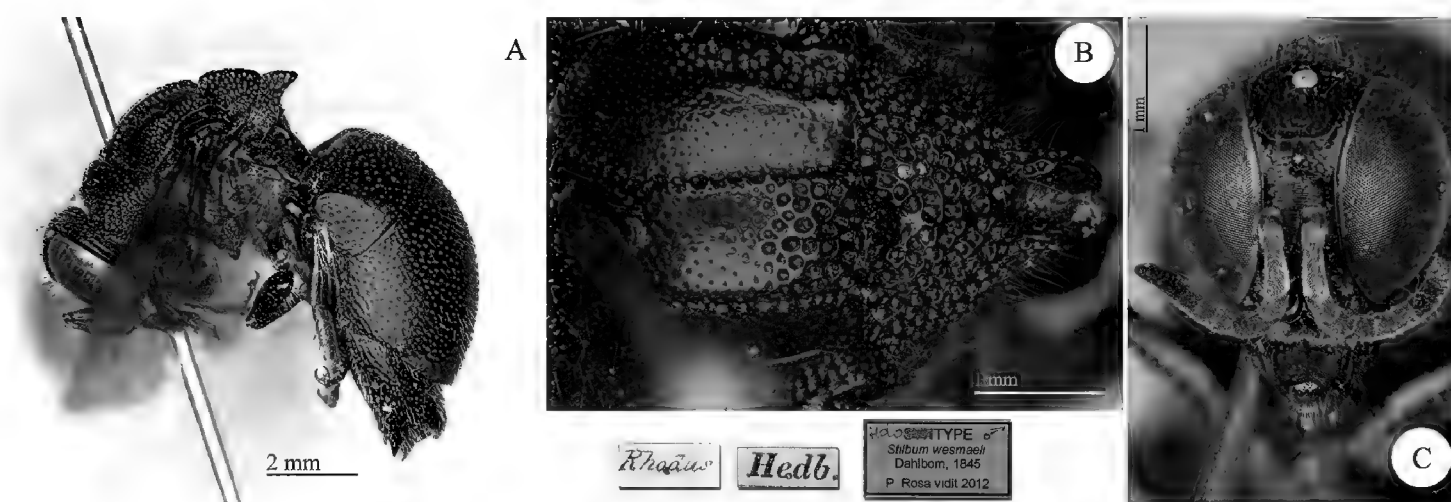 A
B
1 mm
2 mm
1 mm
Rhodus
Hedb.
TYPE ♂
Stilbum wesmaeli
Dahlbom, 1845
P Rosa vidit 2012
C